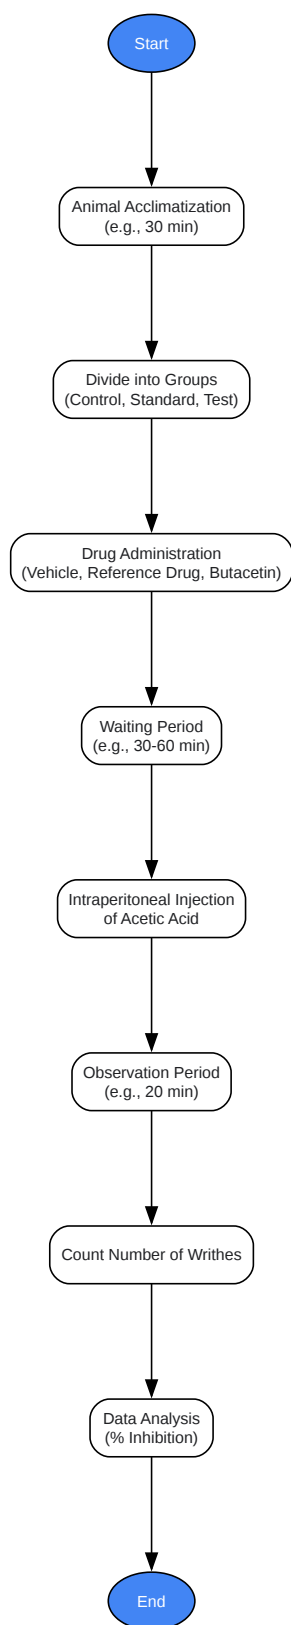 Start
Animal Acclimatization
(e.g., 30 min)
Divide into Groups
(Control, Standard, Test)
Drug Administration
(Vehicle, Reference Drug, Butacetin)
Waiting Period
(e.g., 30-60 min)
Intraperitoneal Injection
of Acetic Acid
Observation Period
(e.g., 20 min)
Count Number of Writhes
Data Analysis
(% Inhibition)
End